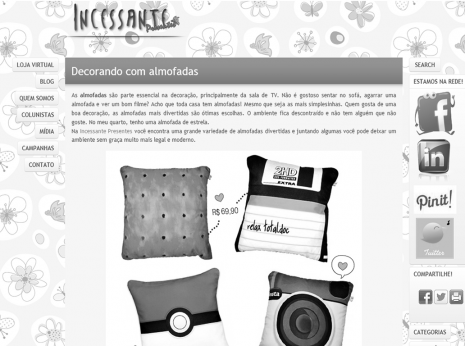 Incessante
LOJA VIRTUAL
BLOG
QUEM SOMOS
COLUNISTAS
MÍDIA
CAMPANHAS
CONTATO
Decorando com almofadas
As almofadas são parte essencial na decoração, principalmente da sala de TV. Não é gostoso sentar no sofá, agarrar uma
almofada e ver um bom filme? Acho que toda casa tem almofadas! Mesmo que seja as mais simplesinhas. Quem gosta de uma
boa decoração, as almofadas mais divertidas são ótimas escolhas. O ambiente fica descontraído e não tem alguém que não
goste. No meu quarto, tenho uma almofada de estrela.
Na Incessante Presentes você encontra uma grande variedade de almofadas divertidas e juntando algumas você pode deixar um
ambiente sem graça muito mais legal e moderno.
R$ 69,90
2HD
EXTRA
relax total.doc
insta
SEARCH
ESTAMOS NA REDE!
f
in
Pinit!
Twitter
COMPARTILHE!
CATEGORIAS